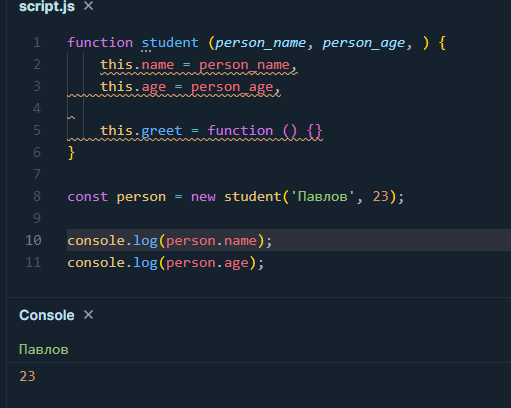 script.js ×
1 function student (person_name, person_age, ) {
2 this.name = person_name,
3 this.age = person_age,
4
5 this.greet = function () {}
6 }
7
8 const person = new student('Павлов', 23);
9
10 console.log(person.name);
11 console.log(person.age);
Console ×
Павлов
23